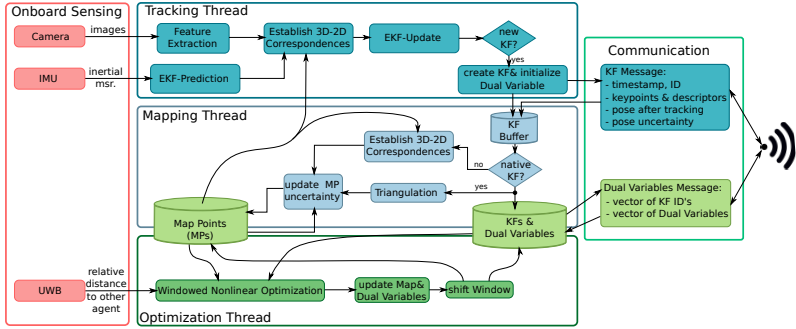 Onboard Sensing
Camera
images
IMU
inertial
msr.
UWB
relative
distance
to other
agent
Tracking Thread
Feature
Extraction
Establish 3D-2D
Correspondences
EKF-Update
new
KF?
yes
EKF-Prediction
create KF& initialize
Dual Variable
Mapping Thread
KF
Buffer
Establish 3D-2D
Correspondences
no
native
KF?
yes
update MP
uncertainty
Triangulation
Map Points
(MPs)
KFs &
Dual Variables
Windowed Nonlinear Optimization
update Map&
Dual Variables
shift Window
Optimization Thread
Communication
KF Message:
- timestamp, ID
- keypoints & descriptors
- pose after tracking
- pose uncertainty
Dual Variables Message:
- vector of KF ID's
- vector of Dual Variables